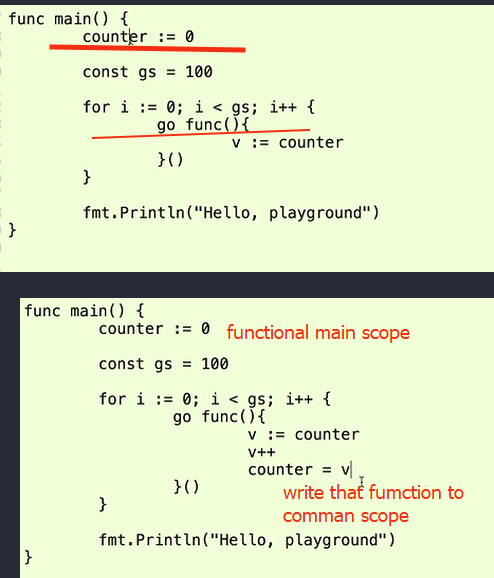 func main() {
counter := 0
const gs = 100
for i := 0; i < gs; i++ {
go func(){
v := counter
}()
}
fmt.Println("Hello, playground")
}
func main() {
counter := 0 functional main scope
const gs = 100
for i := 0; i < gs; i++ {
go func(){
v := counter
v++
counter = v
}()
write that fumction to
}
comman scope
fmt.Println("Hello, playground")
}